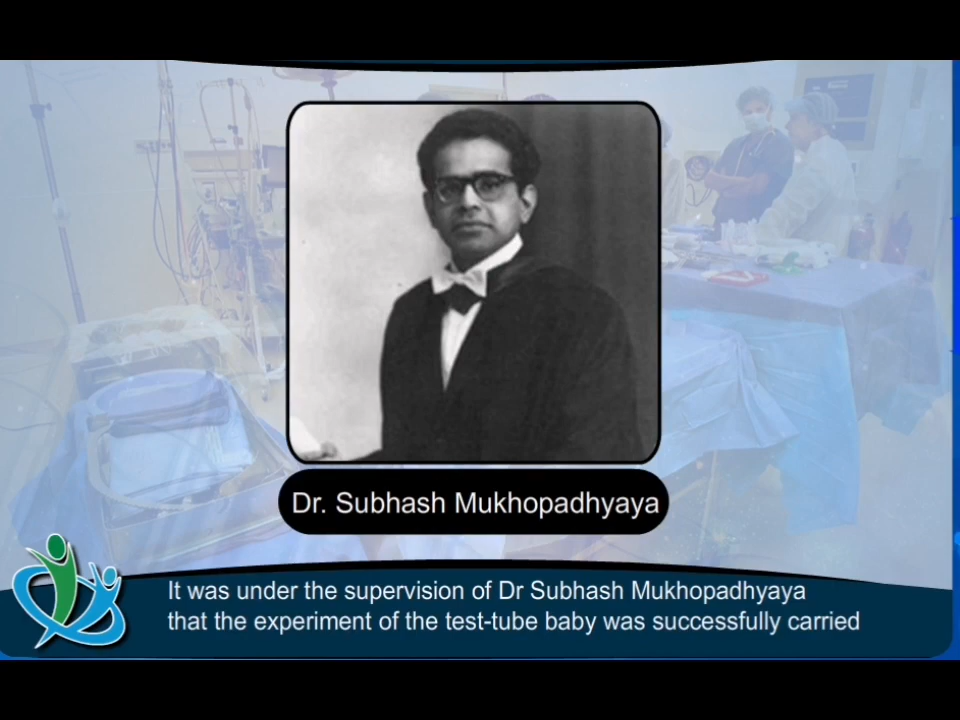 Dr. Subhash Mukhopadhyaya
It was under the supervision of Dr Subhash Mukhopadhyaya
that the experiment of the test-tube baby was successfully carried